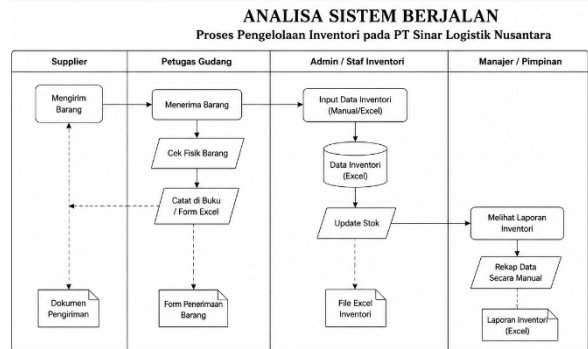 ANALISA SISTEM BERJALAN
Proses Pengelolaan Inventori pada PT Sinar Logistik Nusantara
Supplier
Petugas Gudang
Admin / Staf Inventori
Manajer / Pimpinan
Mengirim
Barang
Menerima Barang
Input Data Inventori
(Manual/Excel)
Cek Fisik Barang
Data Inventori
(Excel)
Catat di Buku
/ Form Excel
Update Stok
Melihat Laporan
Inventori
Rekap Data
Secara Manual
Dokumen
Pengiriman
Form Penerimaan
Barang
File Excel
Inventori
Laporan Inventori
(Excel)